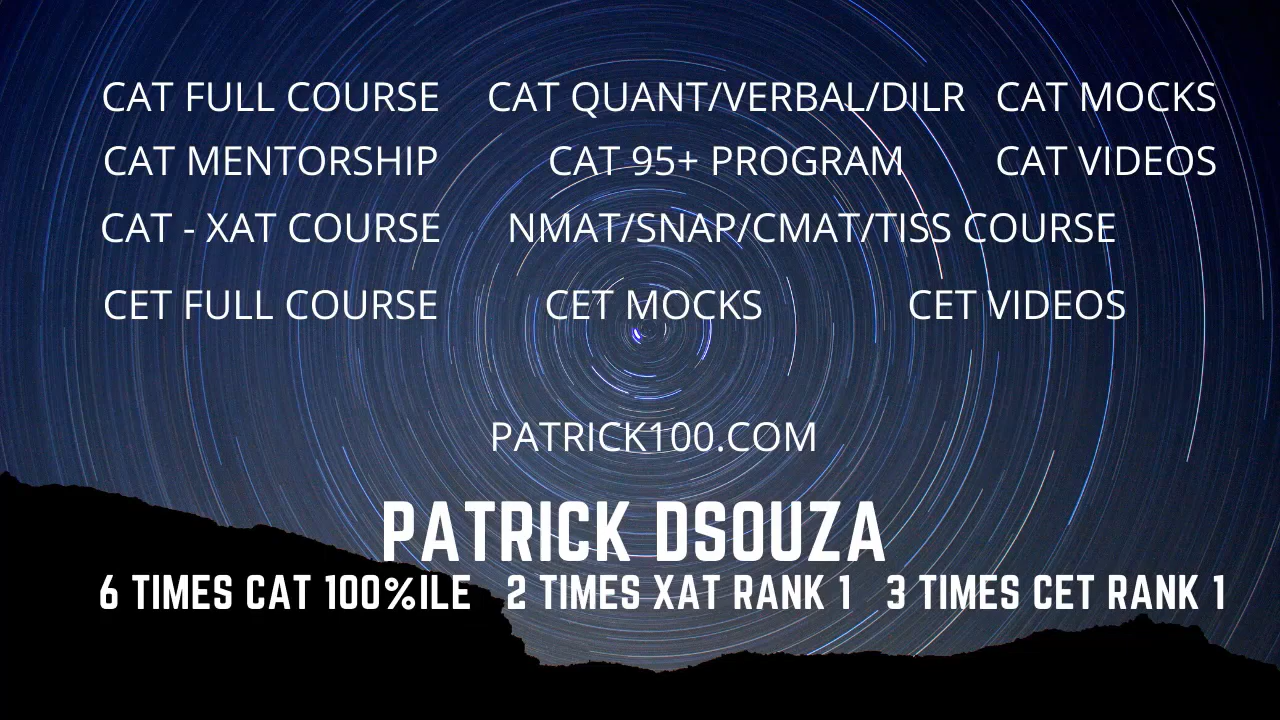 CAT FULL COURSE CAT QUANT/VERBAL/DILR CAT MOCKS
CAT MENTORSHIP CAT 95+ PROGRAM CAT VIDEOS
CAT - XAT COURSE NMAT/SNAP/CMAT/TISS COURSE
CET FULL COURSE CET MOCKS CET VIDEOS
PATRICK100.COM
PATRICK DSOUZA
6 TIMES CAT 100%ILE 2 TIMES XAT RANK 1 3 TIMES CET RANK 1